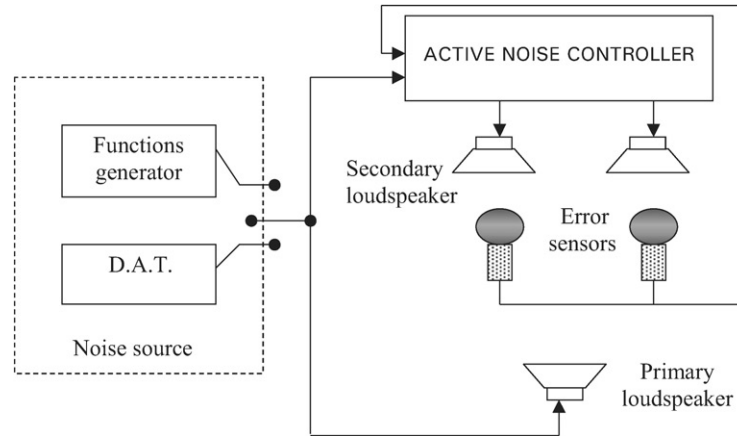 ACTIVE NOISE CONTROLLER
Functions
generator
D.A.T.
Noise source
Secondary
loudspeaker
Error
sensors
Primary
loudspeaker